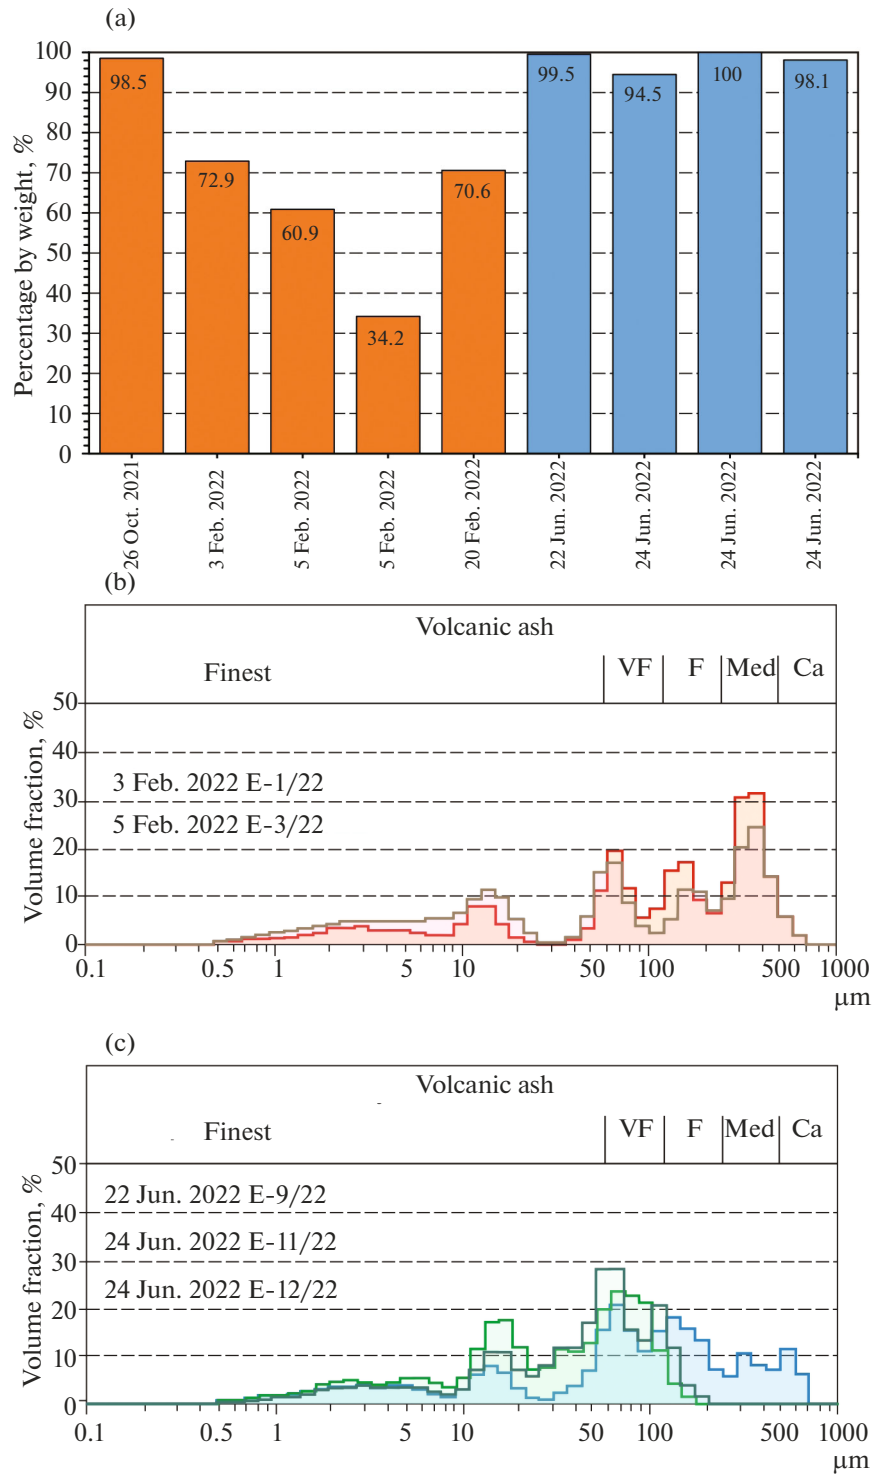 (a)
Percentage by weight, %
100
90
80
70
60
50
40
30
20
10
0
98.5
72.9
60.9
34.2
70.6
99.5
94.5
100
98.1
26 Oct. 2021
3 Feb. 2022
5 Feb. 2022
5 Feb. 2022
20 Feb. 2022
22 Jun. 2022
24 Jun. 2022
24 Jun. 2022
24 Jun. 2022
(b)
Volcanic ash
Finest
VF
F
Med
Ca
Volume fraction, %
50
40
30
20
10
0
3 Feb. 2022 E-1/22
5 Feb. 2022 E-3/22
0.1
0.5
1
5
10
50
100
500
1000
μm
(c)
Volcanic ash
Finest
VF
F
Med
Ca
Volume fraction, %
50
40
30
20
10
0
22 Jun. 2022 E-9/22
24 Jun. 2022 E-11/22
24 Jun. 2022 E-12/22
0.1
0.5
1
5
10
50
100
500
1000
μm